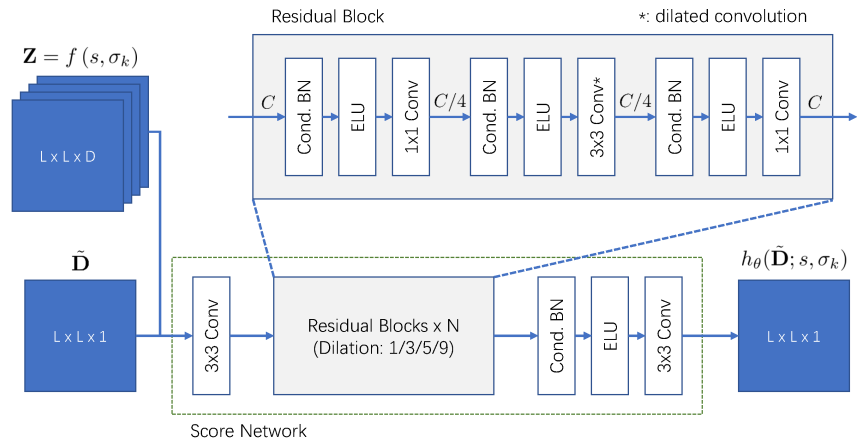 Residual Block
*: dilated convolution
Z = f (s, σₖ)
L x L x D
C
Cond. BN
ELU
1x1 Conv
C/4
Cond. BN
ELU
3x3 Conv*
C/4
Cond. BN
ELU
1x1 Conv
C
D̃
L x L x 1
3x3 Conv
Residual Blocks x N
(Dilation: 1/3/5/9)
Cond. BN
ELU
3x3 Conv
h_θ(D̃; s, σₖ)
L x L x 1
Score Network